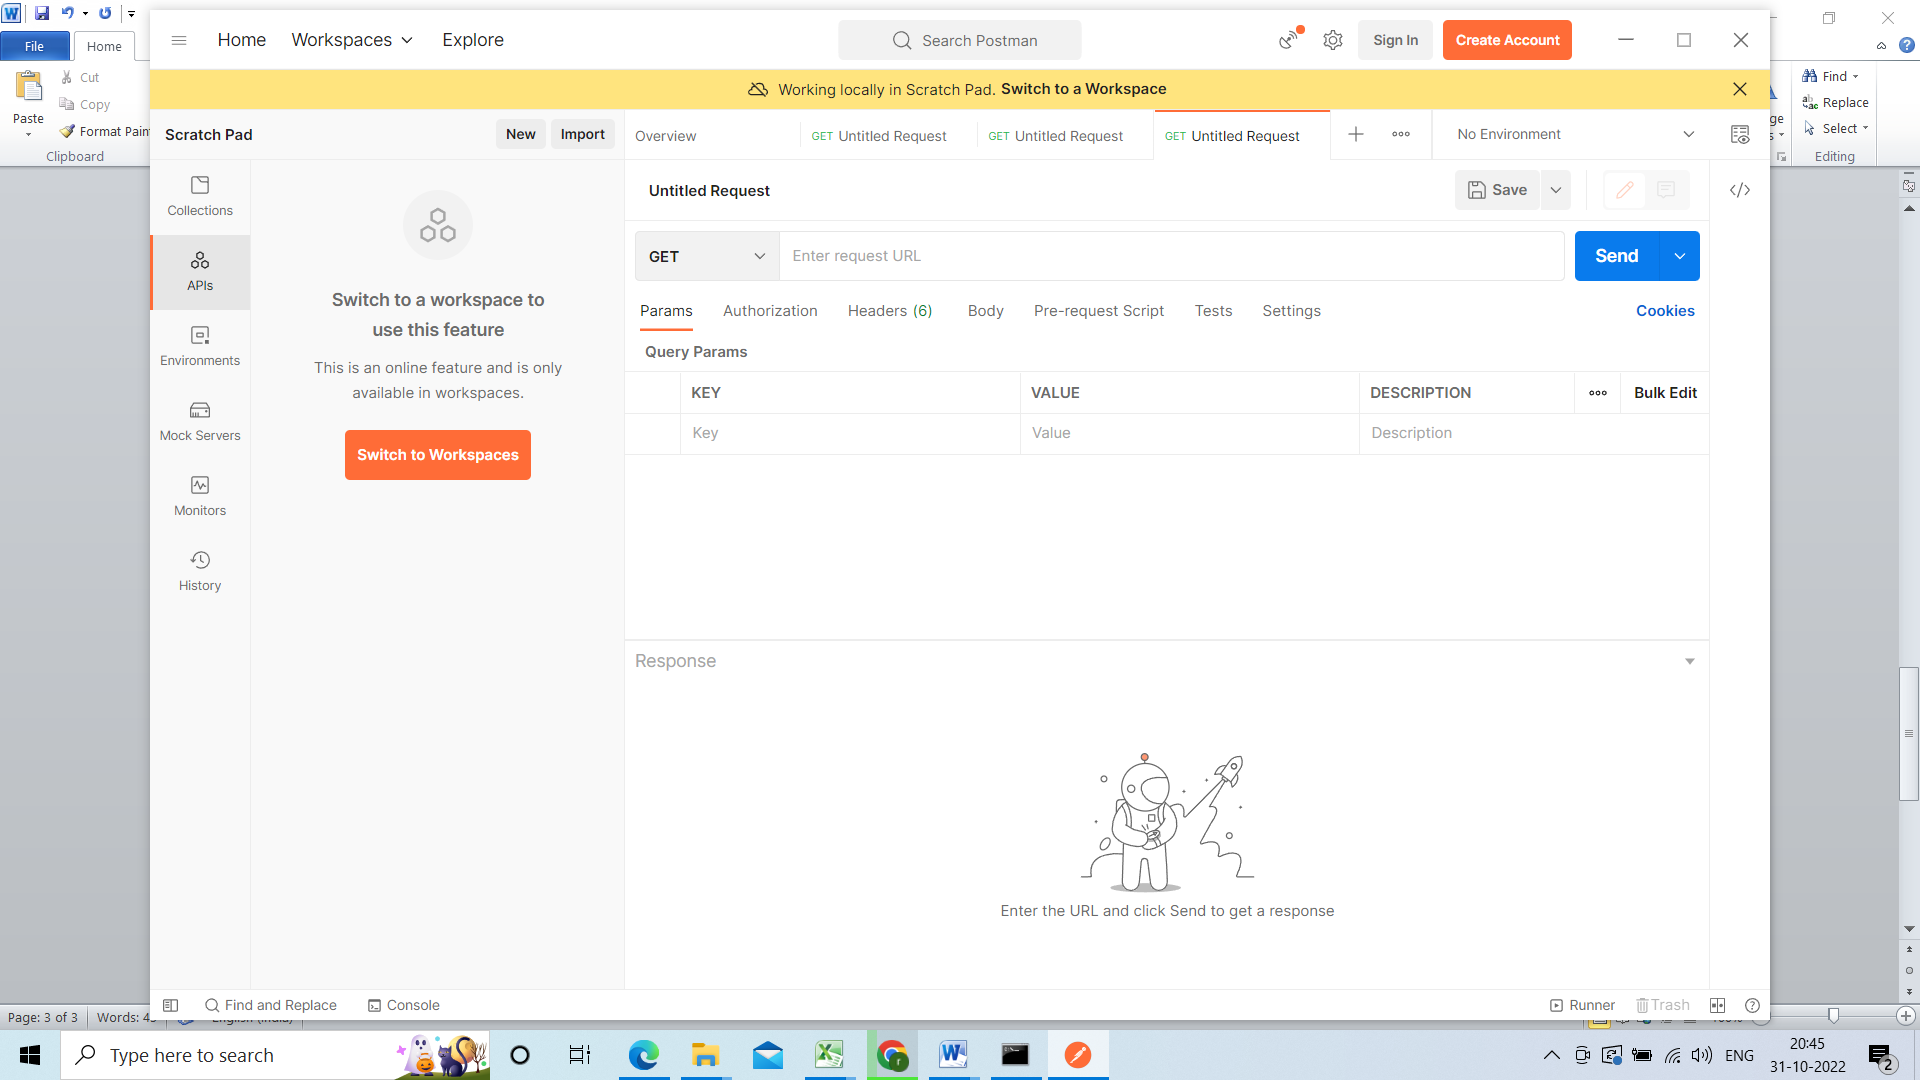 File
Home
Cut
Copy
Paste
Format Pain
Clipboard
Home
Workspaces
Explore
Search Postman
Sign In
Create Account
Find
Replace
Select
Editing
Working locally in Scratch Pad. Switch to a Workspace
Scratch Pad
New
Import
Overview
GET Untitled Request
GET Untitled Request
GET Untitled Request
No Environment
Collections
APIs
Environments
Mock Servers
Monitors
History
Switch to a workspace to
use this feature
This is an online feature and is only
available in workspaces.
Switch to Workspaces
Untitled Request
Save
GET
Enter request URL
Send
Params
Authorization
Headers (6)
Body
Pre-request Script
Tests
Settings
Cookies
Query Params
KEY
VALUE
DESCRIPTION
Bulk Edit
Key
Value
Description
Response
Enter the URL and click Send to get a response
Find and Replace
Console
Runner
Trash
Page: 3 of 3
Words: 4
Type here to search
ENG
20:45
31-10-2022
2